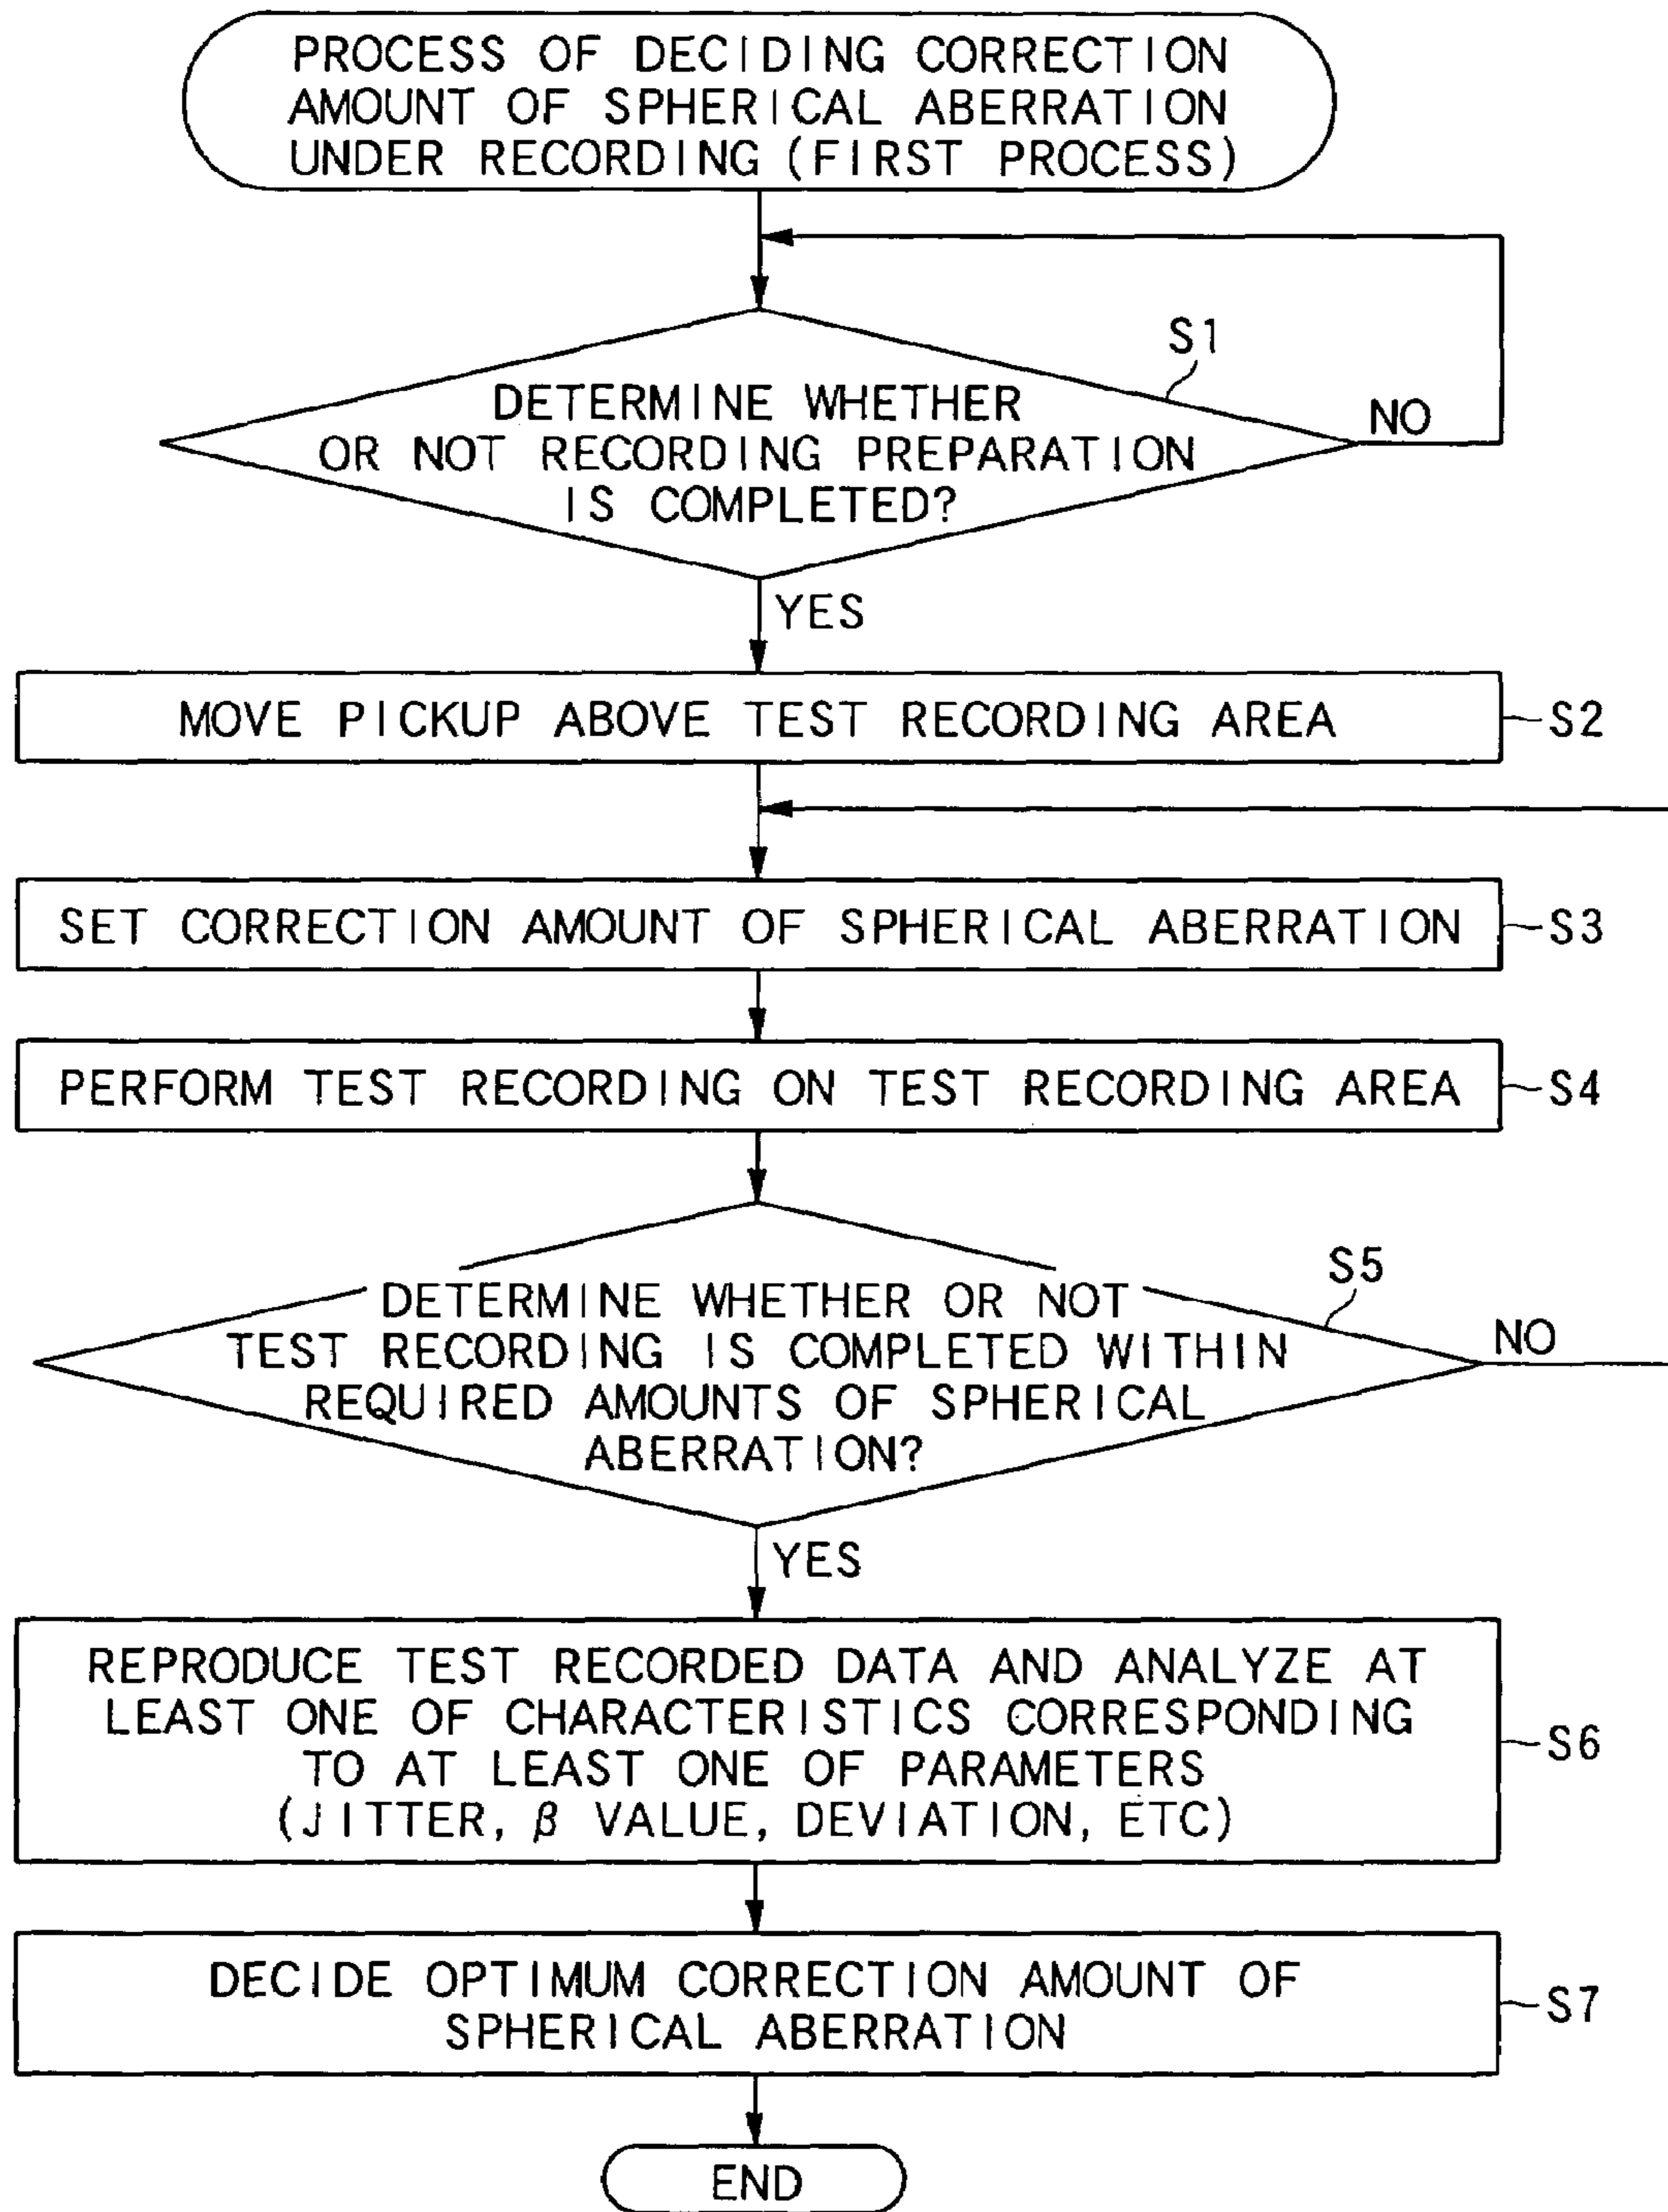 PROCESS OF DECIDING CORRECTION
AMOUNT OF SPHERICAL ABERRATION
UNDER RECORDING (FIRST PROCESS)
S1
DETERMINE WHETHER
OR NOT RECORDING PREPARATION
IS COMPLETED?
NO
YES
MOVE PICKUP ABOVE TEST RECORDING AREA
S2
SET CORRECTION AMOUNT OF SPHERICAL ABERRATION
S3
PERFORM TEST RECORDING ON TEST RECORDING AREA
S4
S5
DETERMINE WHETHER OR NOT
TEST RECORDING IS COMPLETED WITHIN
REQUIRED AMOUNTS OF SPHERICAL
ABERRATION?
NO
YES
REPRODUCE TEST RECORDED DATA AND ANALYZE AT
LEAST ONE OF CHARACTERISTICS CORRESPONDING
TO AT LEAST ONE OF PARAMETERS
(JITTER, β VALUE, DEVIATION, ETC)
S6
DECIDE OPTIMUM CORRECTION AMOUNT OF
SPHERICAL ABERRATION
S7
END